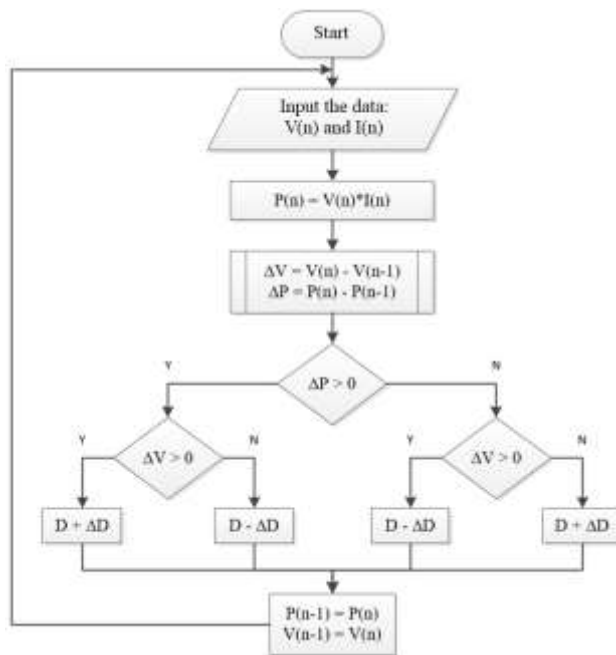 Start
Input the data:
V(n) and I(n)
P(n) = V(n)*I(n)
ΔV = V(n) - V(n-1)
ΔP = P(n) - P(n-1)
Y
ΔP > 0
N
Y
ΔV > 0
N
Y
ΔV > 0
N
D + ΔD
D - ΔD
D - ΔD
D + ΔD
P(n-1) = P(n)
V(n-1) = V(n)